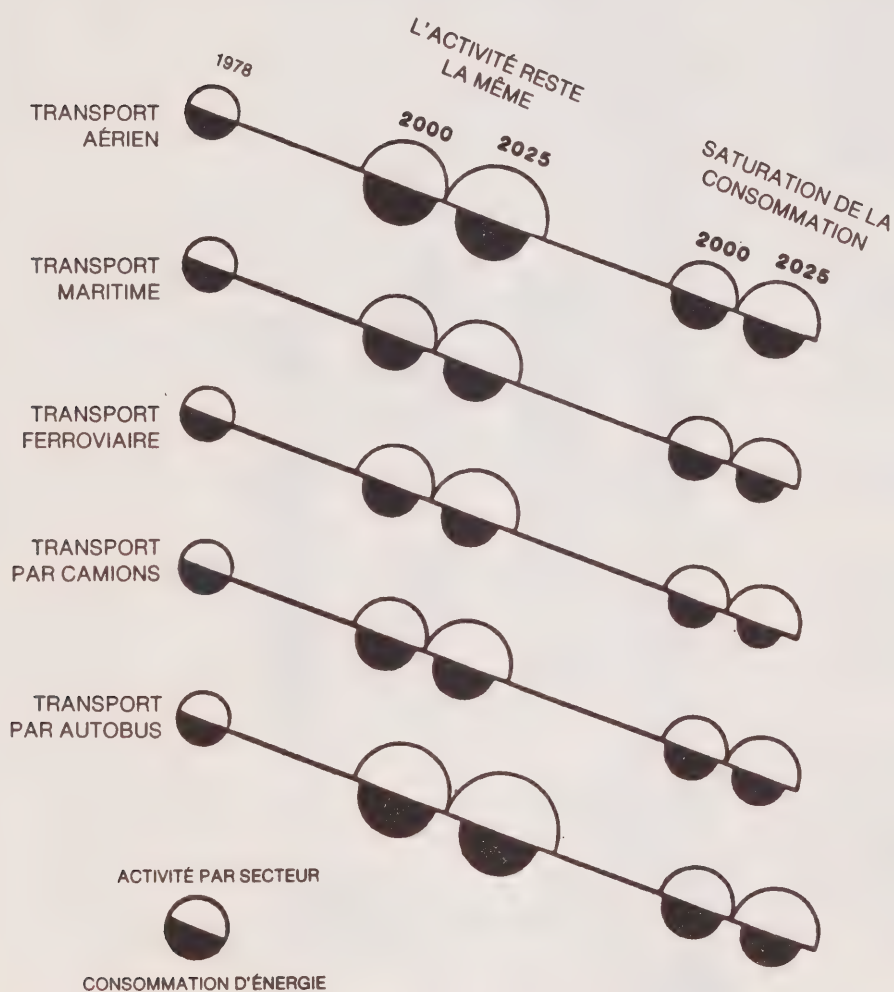 1978
L'ACTIVITÉ RESTE
LA MÊME
2000
2025
SATURATION DE LA
CONSOMMATION
2000
2025
TRANSPORT
AÉRIEN
TRANSPORT
MARITIME
TRANSPORT
FERROVIAIRE
TRANSPORT
PAR CAMIONS
TRANSPORT
PAR AUTOBUS
ACTIVITÉ PAR SECTEUR
CONSOMMATION D'ÉNERGIE